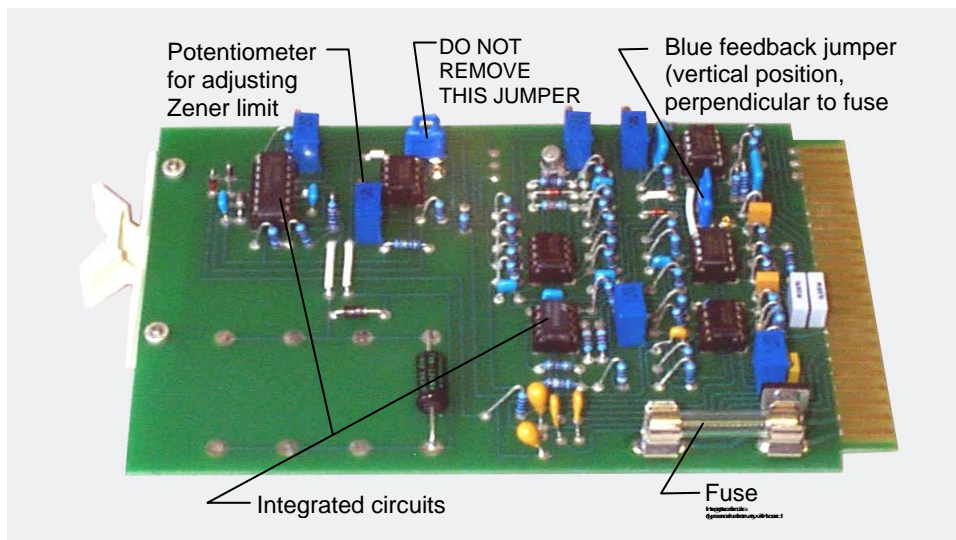 Potentiometer
for adjusting
Zener limit
DO NOT
REMOVE
THIS JUMPER
Blue feedback jumper
(vertical position,
perpendicular to fuse
Integrated circuits
Fuse